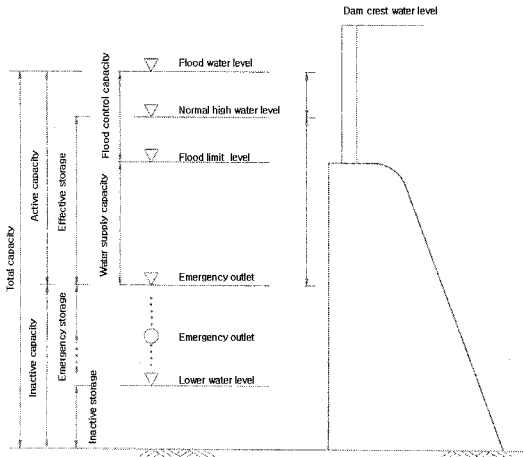 Dam crest water level
Flood water level
Normal high water level
Flood limit level
Emergency outlet
Emergency outlet
Lower water level
Total capacity
Active capacity
Inactive capacity
Effective storage
Emergency storage
Inactive storage
Flood control capacity
Water supply capacity